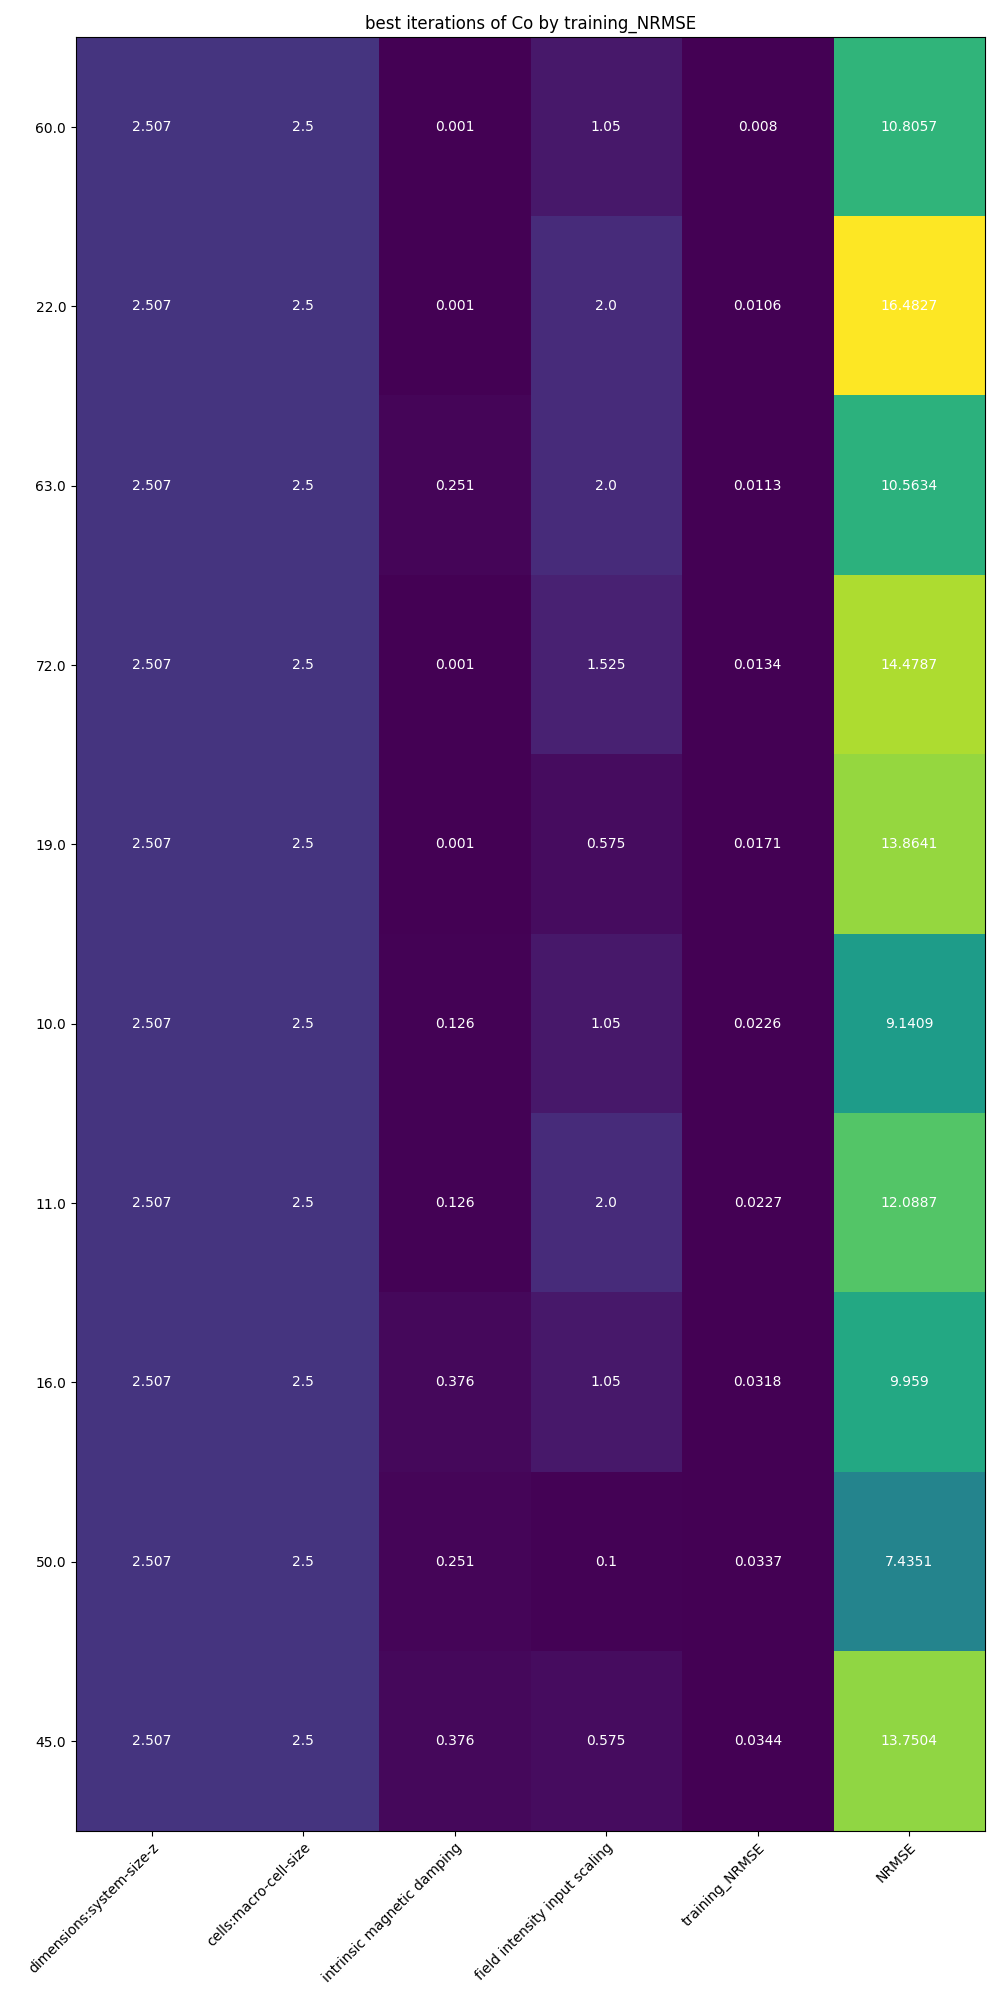 best iterations of Co by training_NRMSE
60.0 2.507 2.5 0.001 1.05 0.008 10.8057
22.0 2.507 2.5 0.001 2.0 0.0106 16.4827
63.0 2.507 2.5 0.251 2.0 0.0113 10.5634
72.0 2.507 2.5 0.001 1.525 0.0134 14.4787
19.0 2.507 2.5 0.001 0.575 0.0171 13.8641
10.0 2.507 2.5 0.126 1.05 0.0226 9.1409
11.0 2.507 2.5 0.126 2.0 0.0227 12.0887
16.0 2.507 2.5 0.376 1.05 0.0318 9.959
50.0 2.507 2.5 0.251 0.1 0.0337 7.4351
45.0 2.507 2.5 0.376 0.575 0.0344 13.7504
dimensions:system-size-z
cells:macro-cell-size
intrinsic magnetic damping
field intensity input scaling
training_NRMSE
NRMSE